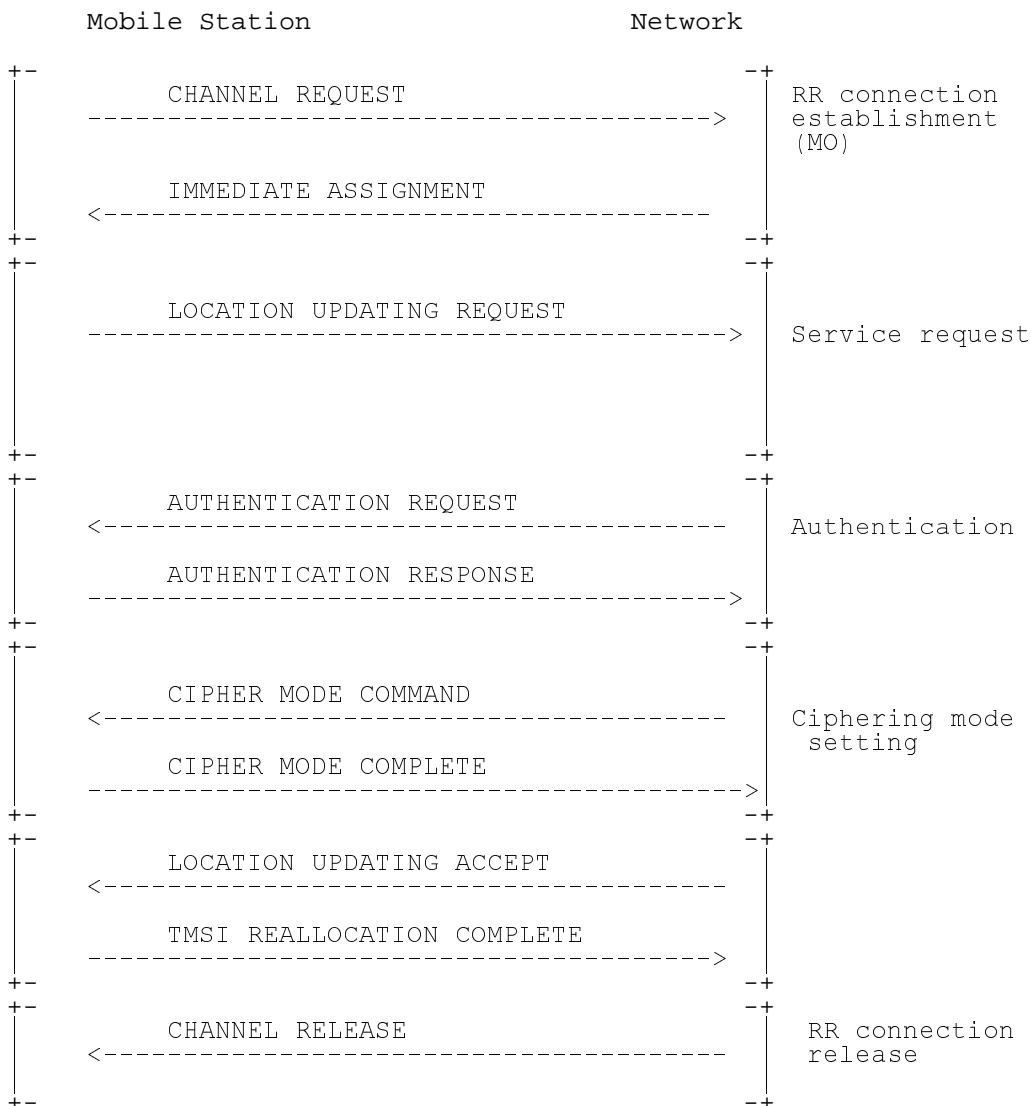 Mobile Station Network
+- -+
CHANNEL REQUEST RR connection
---------------------------------------> establishment
(MO)
IMMEDIATE ASSIGNMENT
<--------------------------------------
+- -+
+- -+
LOCATION UPDATING REQUEST
----------------------------------------> Service request
+- -+
+- -+
AUTHENTICATION REQUEST
<--------------------------------------- Authentication
AUTHENTICATION RESPONSE
---------------------------------------->
+- -+
+- -+
CIPHER MODE COMMAND
<--------------------------------------- Ciphering mode
setting
CIPHER MODE COMPLETE
----------------------------------------->
+- -+
+- -+
LOCATION UPDATING ACCEPT
<---------------------------------------
TMSI REALLOCATION COMPLETE
--------------------------------------->
+- -+
+- -+
CHANNEL RELEASE RR connection
<--------------------------------------- release
+- -+